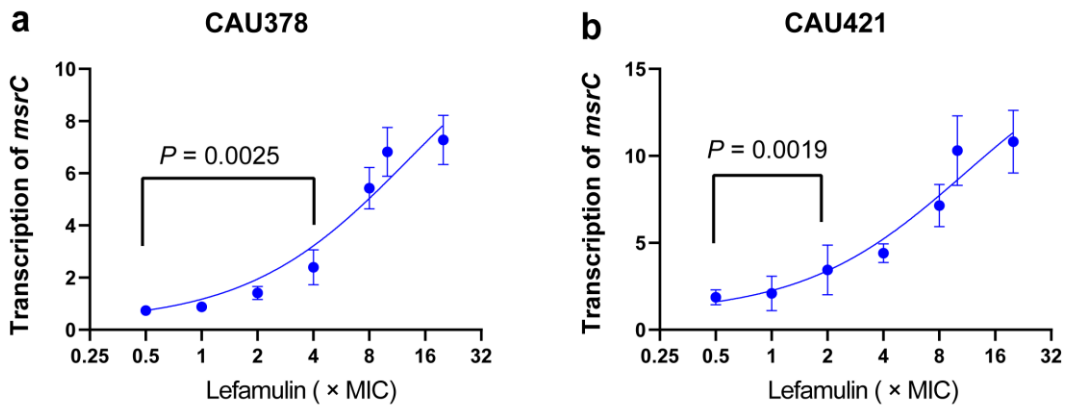 a
CAU378
Transcription of msrC
10
8
6
4
2
0
P = 0.0025
0.25 0.5 1 2 4 8 16 32
Lefamulin ( × MIC)
b
CAU421
Transcription of msrC
15
10
5
0
P = 0.0019
0.25 0.5 1 2 4 8 16 32
Lefamulin ( × MIC)